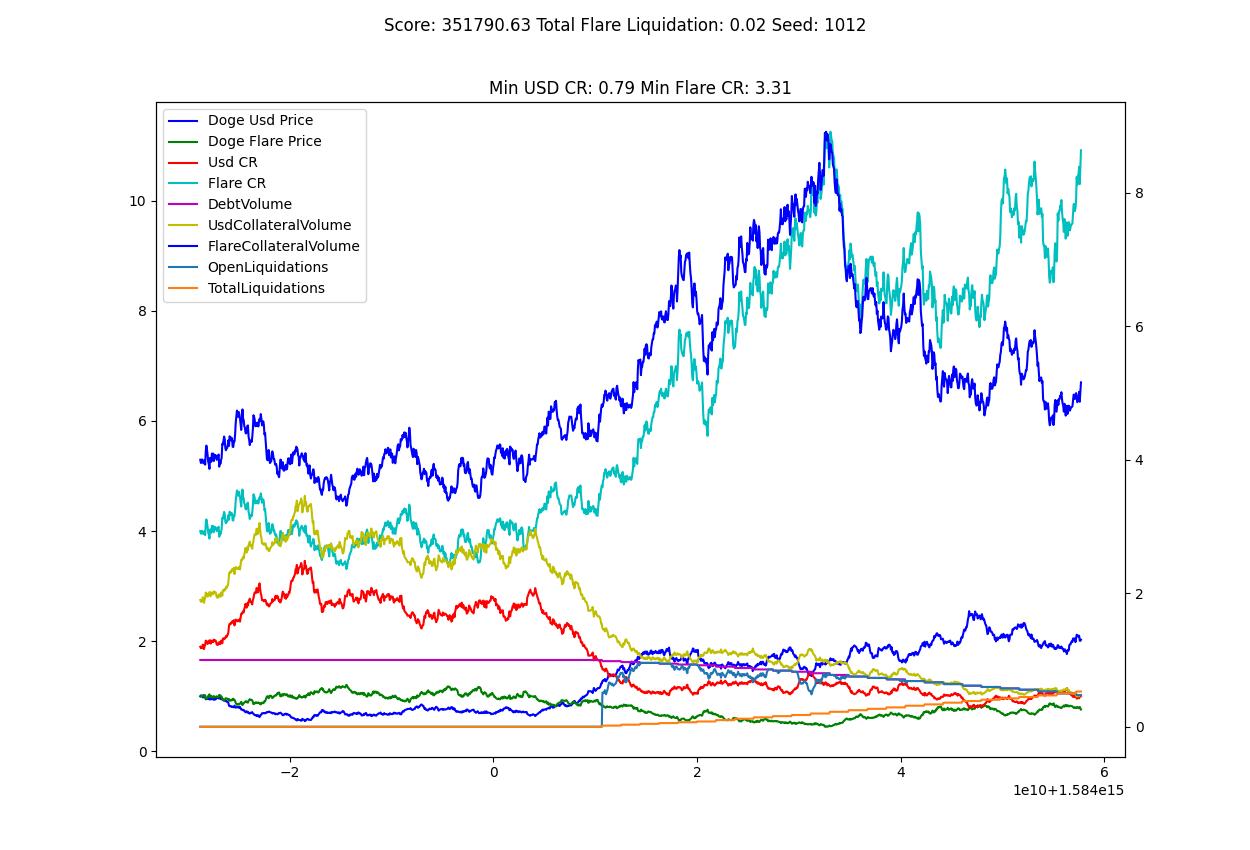 Score: 351790.63 Total Flare Liquidation: 0.02 Seed: 1012
Min USD CR: 0.79 Min Flare CR: 3.31
Doge Usd Price
Doge Flare Price
Usd CR
Flare CR
DebtVolume
UsdCollateralVolume
FlareCollateralVolume
OpenLiquidations
TotalLiquidations
10
8
6
4
2
0
8
6
4
2
0
−2
0
2
4
6
1e10+1.584e15